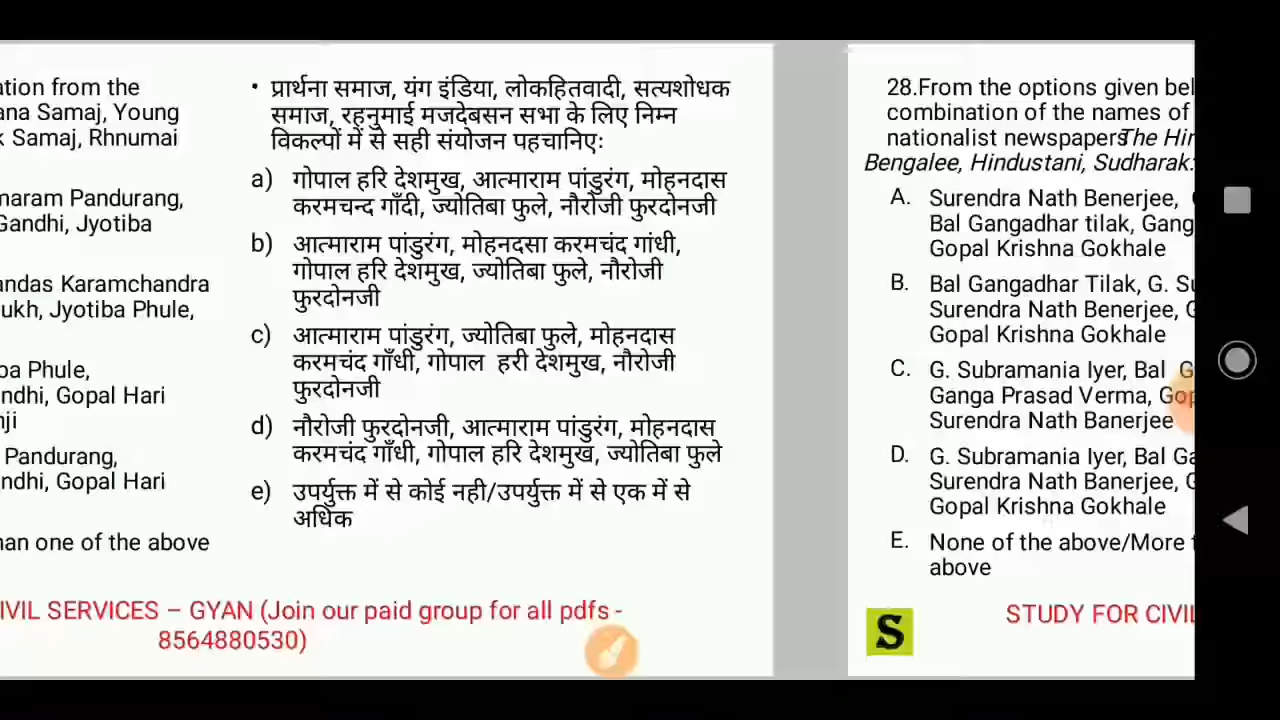 ation from the
ana Samaj, Young
k Samaj, Rhnumai
maram Pandurang,
Gandhi, Jyotiba
andas Karamchandra
ukh, Jyotiba Phule,
ba Phule,
ndhi, Gopal Hari
nji
Pandurang,
ndhi, Gopal Hari
han one of the above
• प्रार्थना समाज, यंग इंडिया, लोकहितवादी, सत्यशोधक
समाज, रहनुमाई मजदेबसन सभा के लिए निम्न
विकल्पों में से सही संयोजन पहचानिएः
a) गोपाल हरि देशमुख, आत्माराम पांडुरंग, मोहनदास
करमचन्द गाँदी, ज्योतिबा फुले, नौरोजी फुरदोनजी
b) आत्माराम पांडुरंग, मोहनदसा करमचंद गांधी,
गोपाल हरि देशमुख, ज्योतिबा फुले, नौरोजी
फुरदोनजी
c) आत्माराम पांडुरंग, ज्योतिबा फुले, मोहनदास
करमचंद गाँधी, गोपाल हरी देशमुख, नौरोजी
फुरदोनजी
d) नौरोजी फुरदोनजी, आत्माराम पांडुरंग, मोहनदास
करमचंद गाँधी, गोपाल हरि देशमुख, ज्योतिबा फुले
e) उपर्युक्त में से कोई नही/उपर्युक्त में से एक में से
अधिक
IVIL SERVICES – GYAN (Join our paid group for all pdfs -
8564880530)
28.From the options given bel
combination of the names of
nationalist newspapers The Hin
Bengalee, Hindustani, Sudharak:
A. Surendra Nath Benerjee,
Bal Gangadhar tilak, Gang
Gopal Krishna Gokhale
B. Bal Gangadhar Tilak, G. Su
Surendra Nath Benerjee, G
Gopal Krishna Gokhale
C. G. Subramania Iyer, Bal G
Ganga Prasad Verma, Gop
Surendra Nath Banerjee
D. G. Subramania Iyer, Bal Ga
Surendra Nath Banerjee, G
Gopal Krishna Gokhale
E. None of the above/More t
above
S
STUDY FOR CIVIL